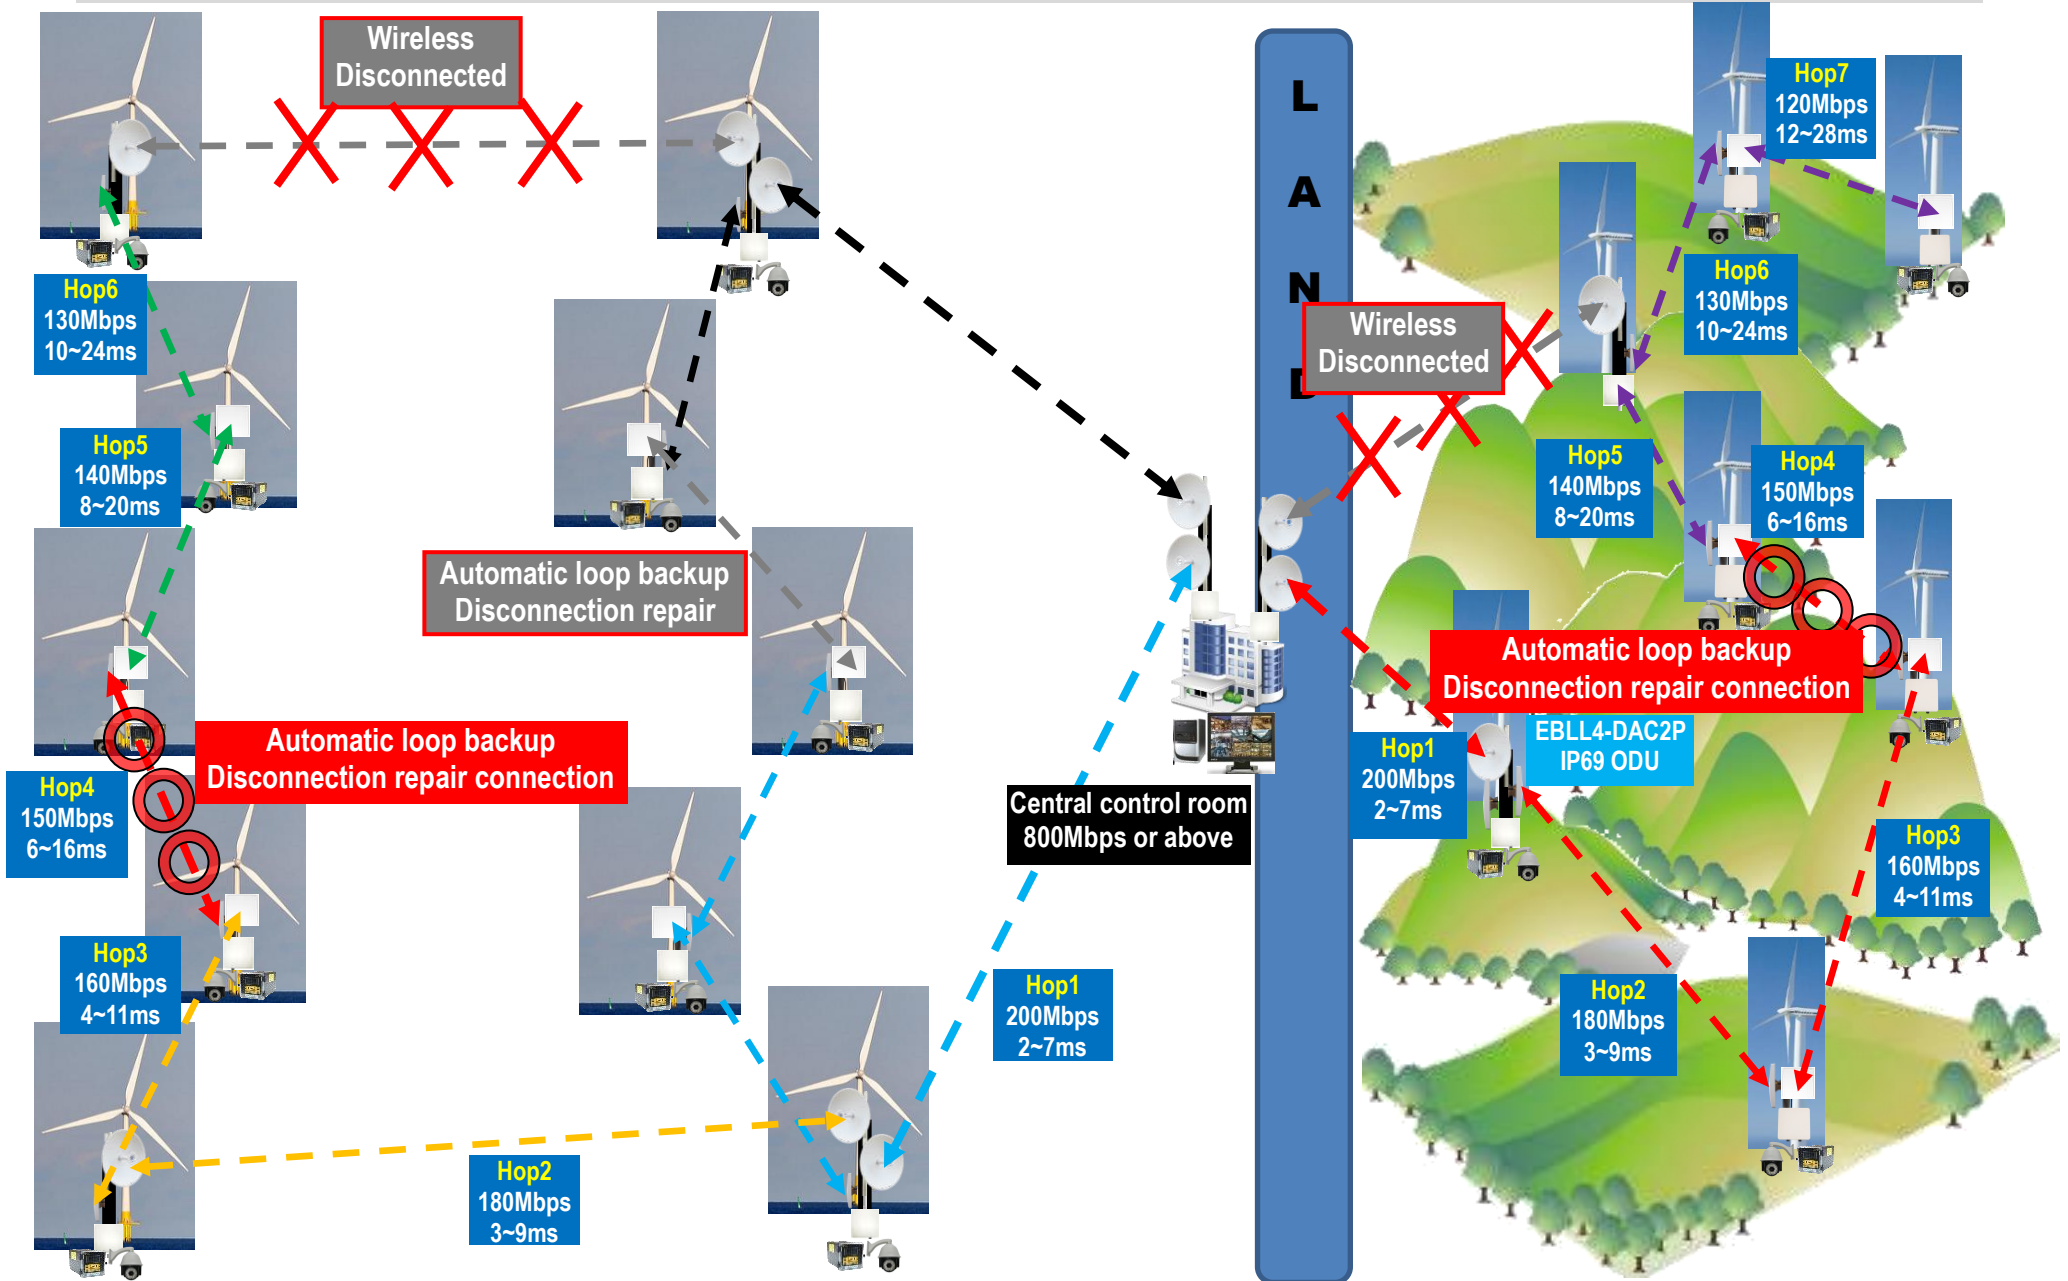 Wireless
Disconnected
L
A
N
D
Hop7
120Mbps
12~28ms
Hop6
130Mbps
10~24ms
Hop6
130Mbps
10~24ms
Wireless
Disconnected
Hop5
140Mbps
8~20ms
Hop5
140Mbps
8~20ms
Hop4
150Mbps
6~16ms
Automatic loop backup
Disconnection repair
Automatic loop backup
Disconnection repair connection
Automatic loop backup
Disconnection repair connection
EBLL4-DAC2P
IP69 ODU
Hop1
200Mbps
2~7ms
Hop4
150Mbps
6~16ms
Central control room
800Mbps or above
Hop3
160Mbps
4~11ms
Hop3
160Mbps
4~11ms
Hop1
200Mbps
2~7ms
Hop2
180Mbps
3~9ms
Hop2
180Mbps
3~9ms